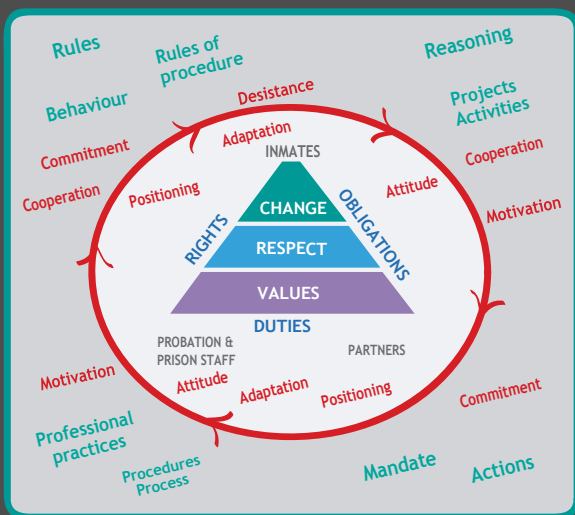 Rules
Rules of
procedure
Reasoning
Behaviour
Desistance
Projects
Activities
Commitment
Adaptation
Cooperation
INMATES
Cooperation
Positioning
Attitude
Motivation
CHANGE
RIGHTS
OBLIGATIONS
RESPECT
VALUES
DUTIES
PROBATION &
PRISON STAFF
PARTNERS
Motivation
Attitude
Adaptation
Positioning
Commitment
Professional
practices
Procedures
Process
Mandate
Actions